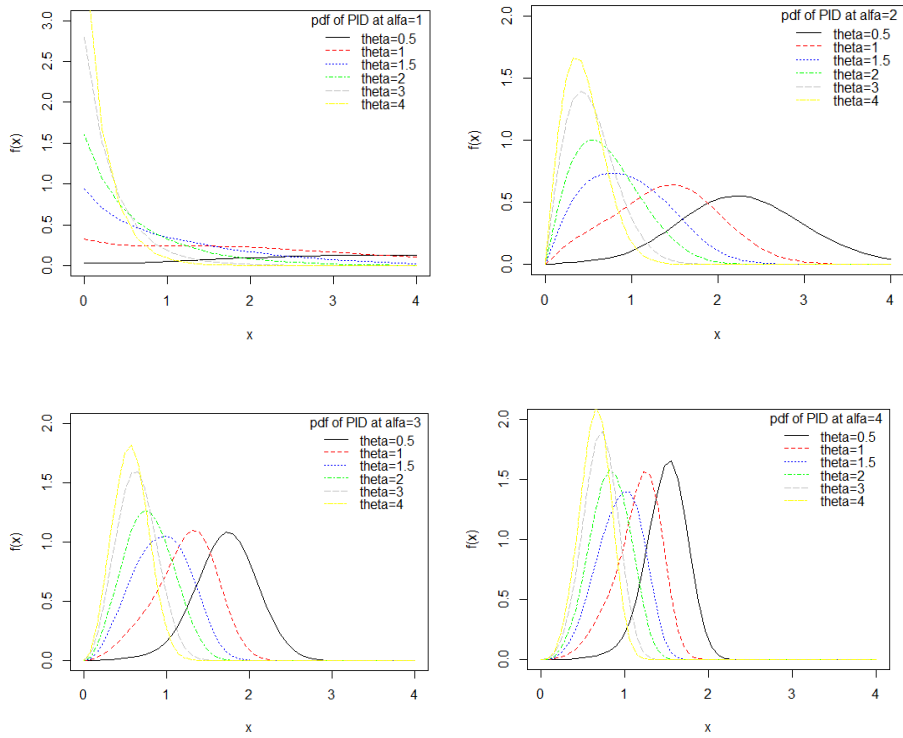 pdf of PID at alfa=1
theta=0.5
theta=1
theta=1.5
theta=2
theta=3
theta=4
f(x)
0.0 0.5 1.0 1.5 2.0 2.5 3.0
0 1 2 3 4
x
pdf of PID at alfa=2
theta=0.5
theta=1
theta=1.5
theta=2
theta=3
theta=4
f(x)
0.0 0.5 1.0 1.5 2.0
0 1 2 3 4
x
pdf of PID at alfa=3
theta=0.5
theta=1
theta=1.5
theta=2
theta=3
theta=4
f(x)
0.0 0.5 1.0 1.5 2.0
0 1 2 3 4
x
pdf of PID at alfa=4
theta=0.5
theta=1
theta=1.5
theta=2
theta=3
theta=4
f(x)
0.0 0.5 1.0 1.5 2.0
0 1 2 3 4
x